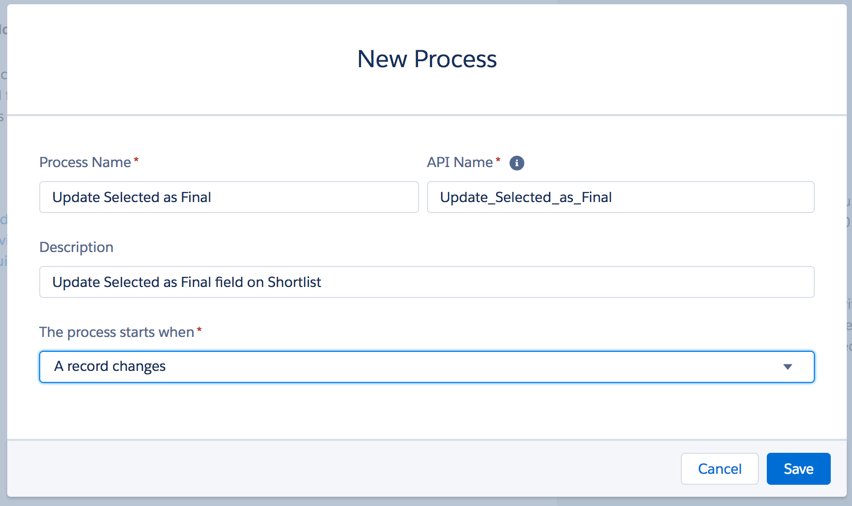 New Process
Process Name* API Name*
Update Selected as Final Update_Selected_as_Final
Description
Update Selected as Final field on Shortlist
The process starts when*
A record changes
Cancel Save